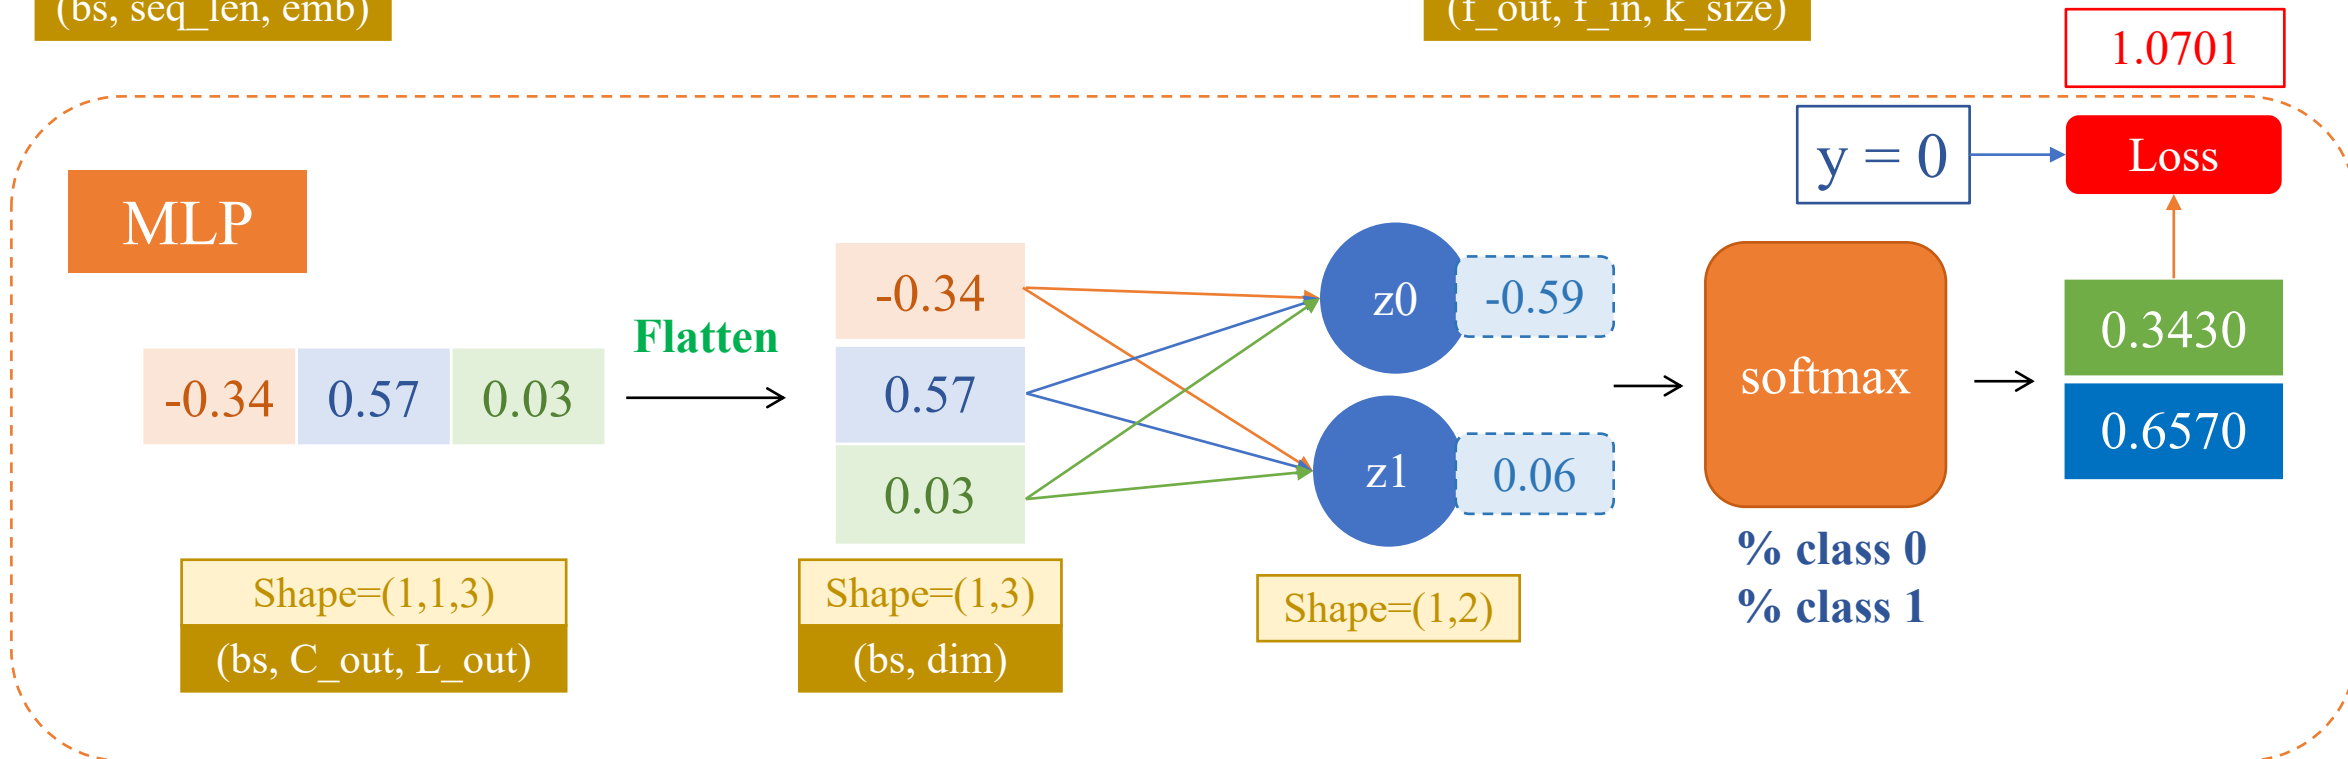 (bs, seq_len, emb)
(f_out, f_in, k_size)
1.0701
y = 0
Loss
MLP
-0.34
0.57
0.03
Flatten
-0.34
0.57
0.03
z0
-0.59
z1
0.06
softmax
0.3430
0.6570
% class 0
% class 1
Shape=(1,1,3)
(bs, C_out, L_out)
Shape=(1,3)
(bs, dim)
Shape=(1,2)